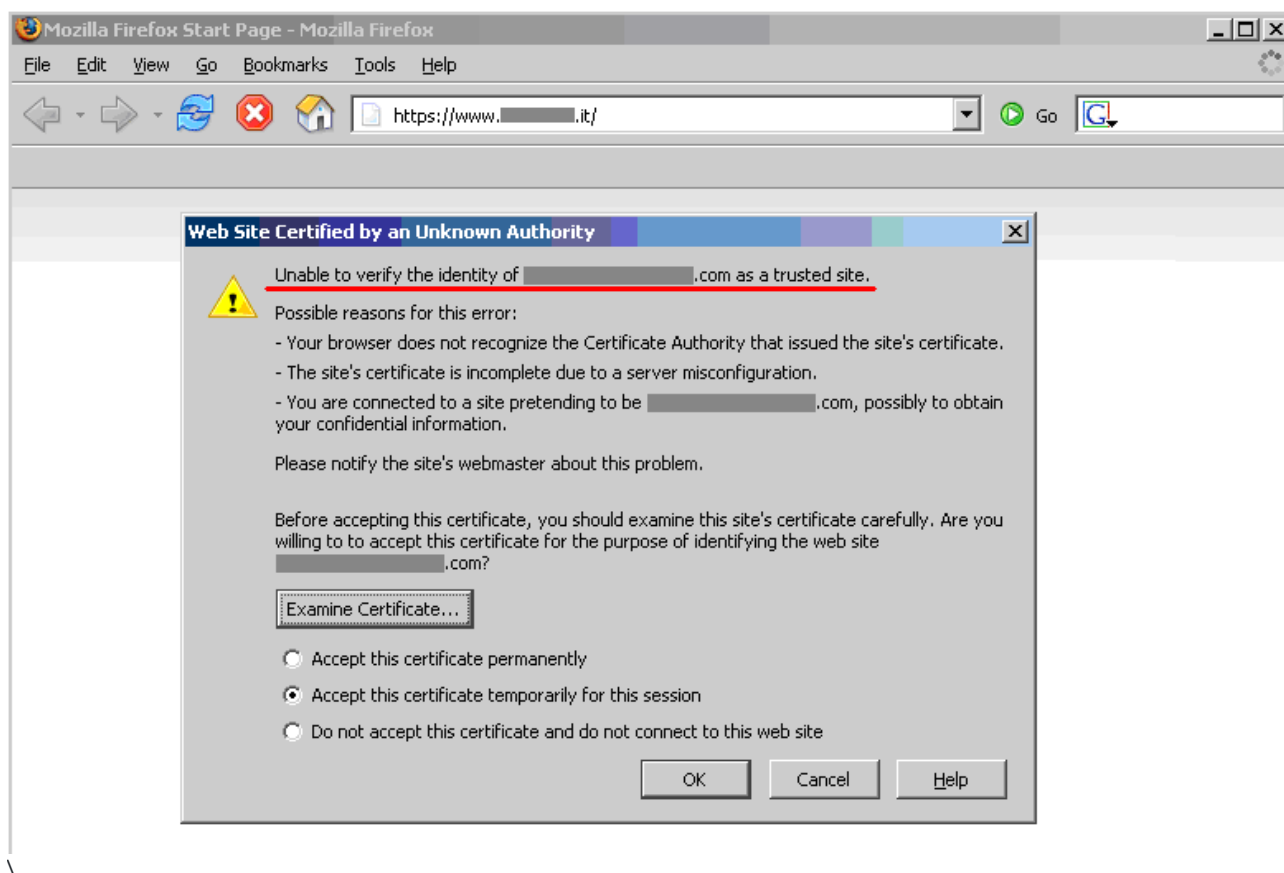 Mozilla Firefox Start Page - Mozilla Firefox
File Edit View Go Bookmarks Tools Help
https://www. .it/ Go G
Web Site Certified by an Unknown Authority
Unable to verify the identity of .com as a trusted site.
Possible reasons for this error:
- Your browser does not recognize the Certificate Authority that issued the site's certificate.
- The site's certificate is incomplete due to a server misconfiguration.
- You are connected to a site pretending to be .com, possibly to obtain
your confidential information.
Please notify the site's webmaster about this problem.
Before accepting this certificate, you should examine this site's certificate carefully. Are you
willing to to accept this certificate for the purpose of identifying the web site
.com?
Examine Certificate...
Accept this certificate permanently
Accept this certificate temporarily for this session
Do not accept this certificate and do not connect to this web site
OK Cancel Help
\